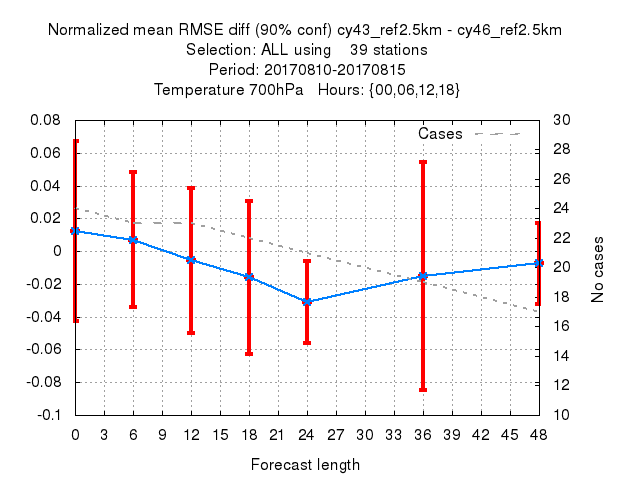 Normalized mean RMSE diff (90% conf) cy43_ref2.5km - cy46_ref2.5km
Selection: ALL using 39 stations
Period: 20170810-20170815
Temperature 700hPa Hours: {00,06,12,18}
Cases
0.08
0.06
0.04
0.02
0
-0.02
-0.04
-0.06
-0.08
-0.1
30
28
26
24
22
20
18
16
14
12
10
No cases
0 3 6 9 12 15 18 21 24 27 30 33 36 39 42 45 48
Forecast length